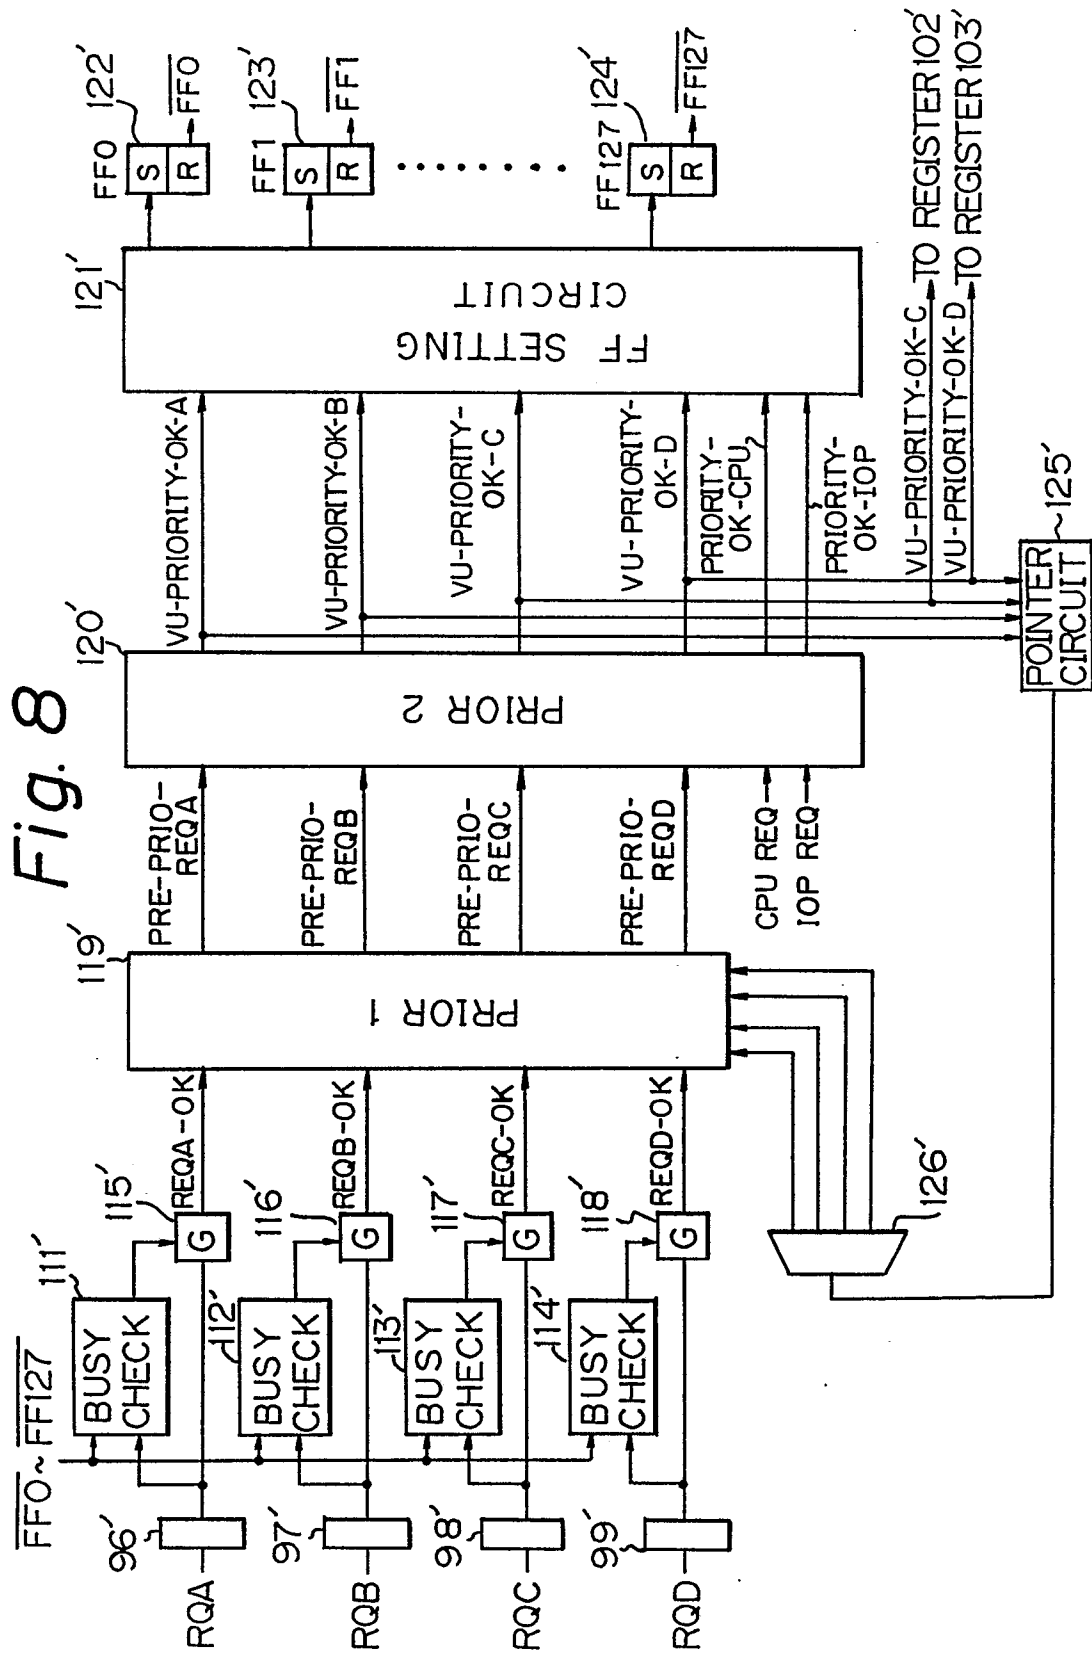 Fig. 8
FF0 ~ FF127
RQA
RQB
RQC
RQD
96'
97'
98'
99'
BUSY
CHECK
111'
BUSY
CHECK
112'
BUSY
CHECK
113'
BUSY
CHECK
114'
G
115'
G
116'
G
117'
G
118'
REQA-OK
REQB-OK
REQC-OK
REQD-OK
119'
PRIOR 1
126'
PRE-PRIO-
REQA
PRE-PRIO-
REQB
PRE-PRIO-
REQC
PRE-PRIO-
REQD
CPU REQ
IOP REQ
120'
PRIOR 2
VU-PRIORITY-OK-A
VU-PRIORITY-OK-B
VU-PRIORITY-
OK-C
VU-PRIORITY-
OK-D
PRIORITY-
OK-CPU
PRIORITY-
OK-IOP
121'
FF SETTING
CIRCUIT
FF0
S
R
122'
FF0
FF1
S
R
123'
FF1
FF127
S
R
124'
FF127
VU-PRIORITY-OK-C
TO REGISTER 102'
VU-PRIORITY-OK-D
TO REGISTER 103'
POINTER
CIRCUIT
~125'